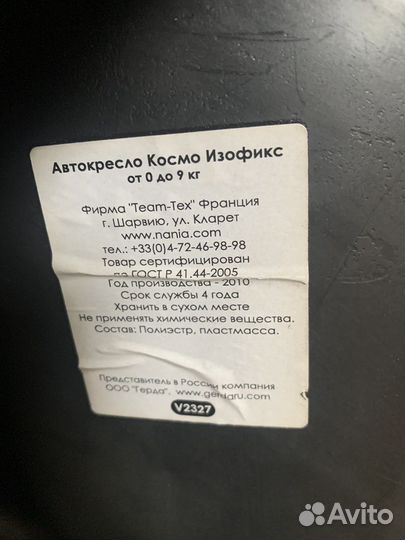 Автокресло Космо Изофикс
от 0 до 9 кг
Фирма "Team-Tex" Франция
г. Шарвию, ул. Кларет
www.nania.com
тел.: +33(0)4-72-46-98-98
Товар сертифицирован
по ГОСТ Р 41.44-2005
Год производства - 2010
Срок службы 4 года
Хранить в сухом месте
Не применять химические вещества.
Состав: Полиэстр, пластмасса.
Представитель в России компания
ООО "Герда". www.gerdaru.com
V2327
Avito